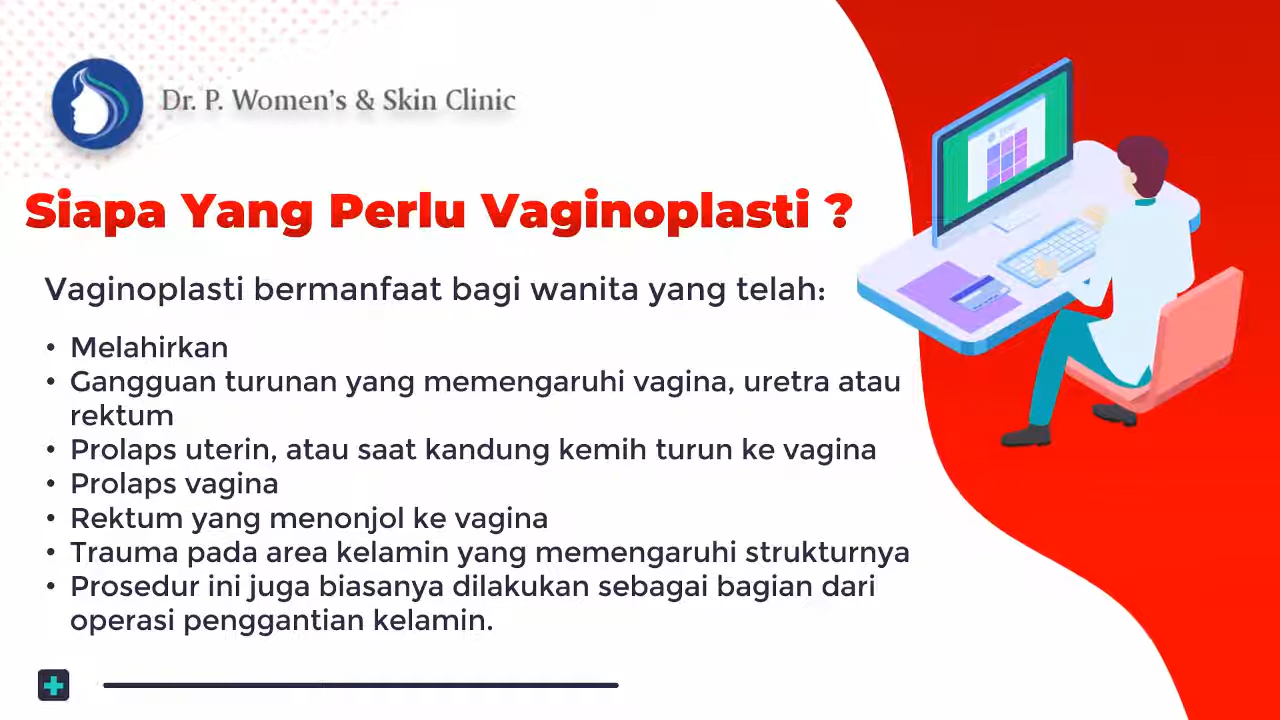 Dr. P. Women's & Skin Clinic
Siapa Yang Perlu Vaginoplasti ?
Vaginoplasti bermanfaat bagi wanita yang telah:
• Melahirkan
• Gangguan turunan yang memengaruhi vagina, uretra atau
rektum
• Prolaps uterin, atau saat kandung kemih turun ke vagina
• Prolaps vagina
• Rektum yang menonjol ke vagina
• Trauma pada area kelamin yang memengaruhi strukturnya
• Prosedur ini juga biasanya dilakukan sebagai bagian dari
operasi penggantian kelamin.